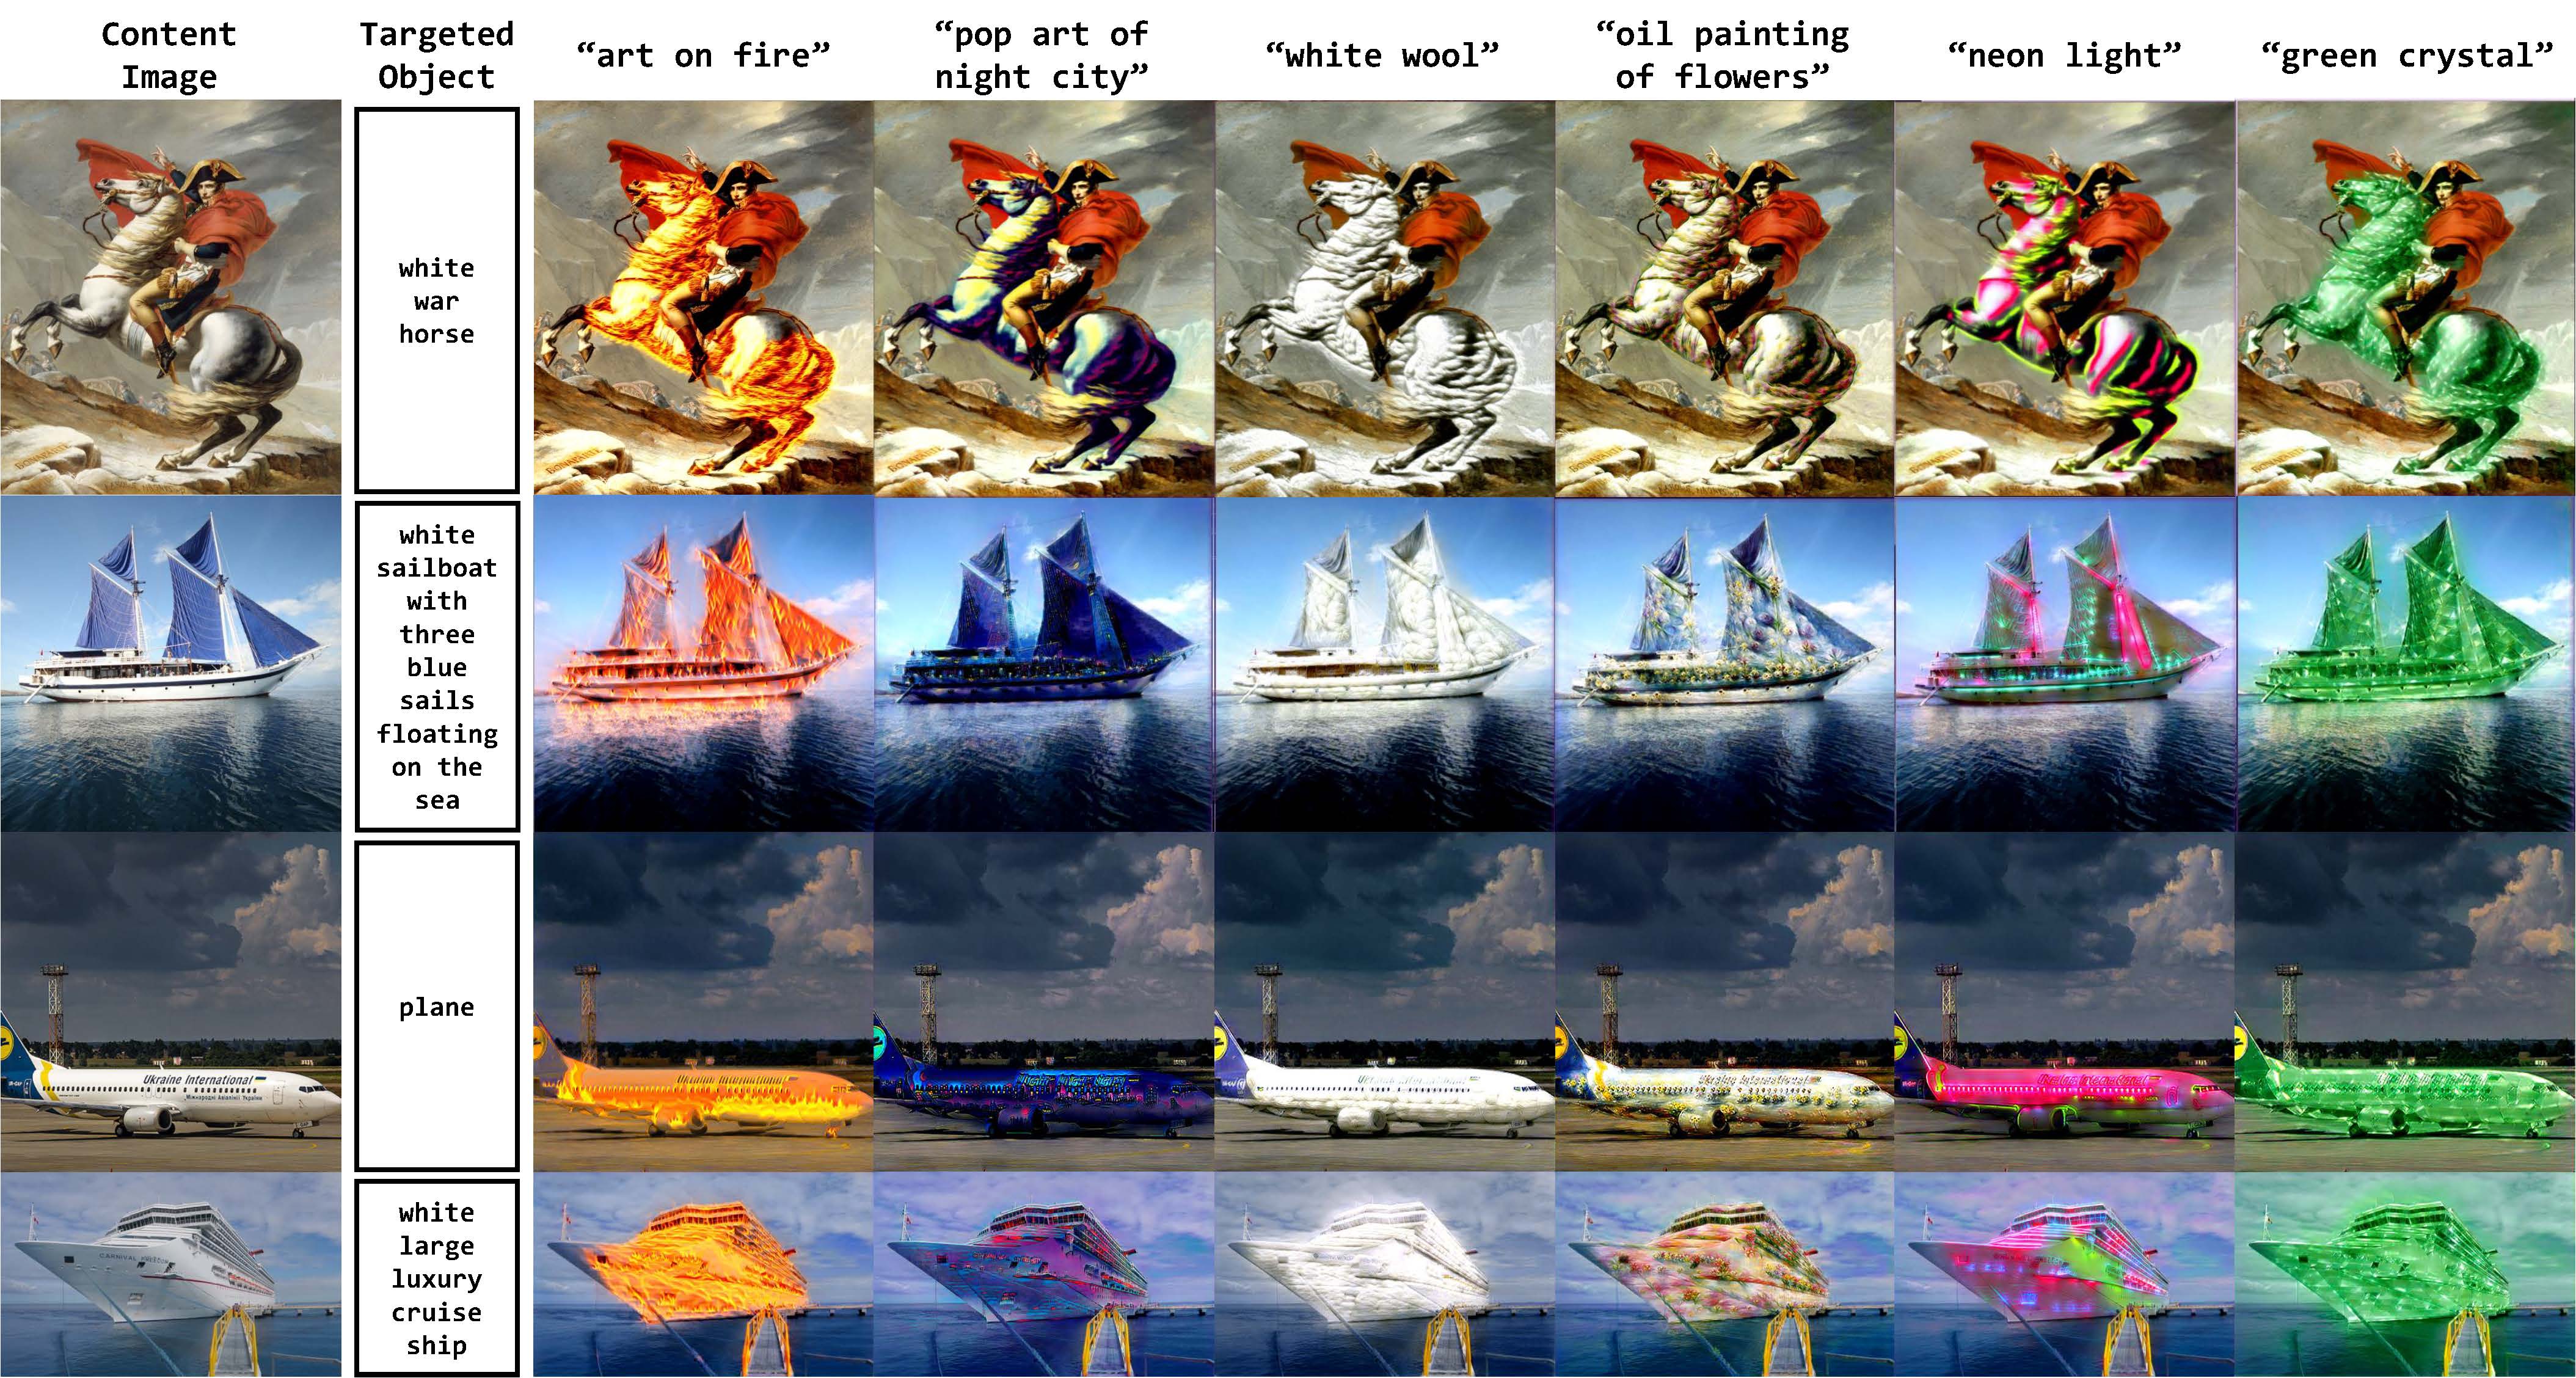 Content
Image
Targeted
Object
“art on fire”
“pop art of
night city”
“white wool”
“oil painting
of flowers”
“neon light”
“green crystal”
white
war
horse
white
sailboat
with
three
blue
sails
floating
on the
sea
plane
Ukraine International
Міжнародні Авіалінії України
white
large
luxury
cruise
ship
CARNIVAL